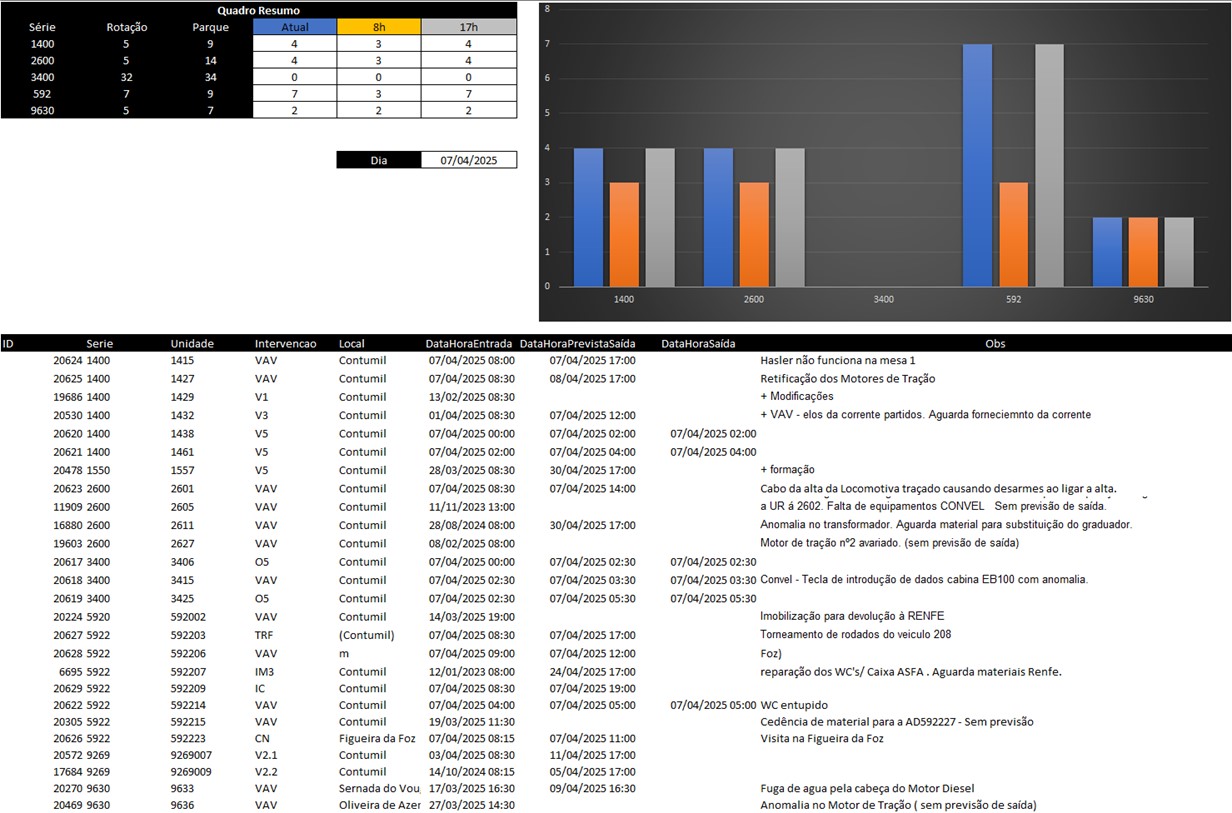 Quadro Resumo
Série Rotação Parque Atual 8h 17h
1400 5 9 4 3 4
2600 5 14 4 3 4
3400 32 34 0 0 0
592 7 9 7 3 7
9630 5 7 2 2 2
Dia 07/04/2025
8
7
6
5
4
3
2
1
0
1400 2600 3400 592 9630
ID Serie Unidade Intervencao Local DataHoraEntrada DataHoraPrevistaSaída DataHoraSaída Obs
20624 1400 1415 VAV Contumil 07/04/2025 08:00 07/04/2025 17:00 Hasler não funciona na mesa 1
20625 1400 1427 VAV Contumil 07/04/2025 08:30 08/04/2025 17:00 Retificação dos Motores de Tração
19686 1400 1429 V1 Contumil 13/02/2025 08:30 + Modificações
20530 1400 1432 V3 Contumil 01/04/2025 08:30 07/04/2025 12:00 + VAV - elos da corrente partidos. Aguarda forneciemnto da corrente
20620 1400 1438 V5 Contumil 07/04/2025 00:00 07/04/2025 02:00 07/04/2025 02:00
20621 1400 1461 V5 Contumil 07/04/2025 02:00 07/04/2025 04:00 07/04/2025 04:00
20478 1550 1557 V5 Contumil 28/03/2025 08:30 30/04/2025 17:00 + formação
20623 2600 2601 VAV Contumil 07/04/2025 08:30 07/04/2025 14:00 Cabo da alta da Locomotiva traçado causando desarmes ao ligar a alta.
11909 2600 2605 VAV Contumil 11/11/2023 13:00 a UR á 2602. Falta de equipamentos CONVEL Sem previsão de saída.
16880 2600 2611 VAV Contumil 28/08/2024 08:00 30/04/2025 17:00 Anomalia no transformador. Aguarda material para substituição do graduador.
19603 2600 2627 VAV Contumil 08/02/2025 08:00 Motor de tração nº2 avariado. (sem previsão de saída)
20617 3400 3406 O5 Contumil 07/04/2025 00:00 07/04/2025 02:30 07/04/2025 02:30
20618 3400 3415 VAV Contumil 07/04/2025 02:30 07/04/2025 03:30 07/04/2025 03:30 Convel - Tecla de introdução de dados cabina EB100 com anomalia.
20619 3400 3425 O5 Contumil 07/04/2025 02:30 07/04/2025 05:30 07/04/2025 05:30
20224 5920 592002 VAV Contumil 14/03/2025 19:00 Imobilização para devolução à RENFE
20627 5922 592203 TRF (Contumil) 07/04/2025 08:30 07/04/2025 17:00 Torneamento de rodados do veiculo 208
20628 5922 592206 VAV m 07/04/2025 09:00 07/04/2025 12:00 Foz)
6695 5922 592207 IM3 Contumil 12/01/2023 08:00 24/04/2025 17:00 reparação dos WC's/ Caixa ASFA . Aguarda materiais Renfe.
20629 5922 592209 IC Contumil 07/04/2025 08:30 07/04/2025 19:00
20622 5922 592214 VAV Contumil 07/04/2025 04:00 07/04/2025 05:00 07/04/2025 05:00 WC entupido
20305 5922 592215 VAV Contumil 19/03/2025 11:30 Cedência de material para a AD592227 - Sem previsão
20626 5922 592223 CN Figueira da Foz 07/04/2025 08:15 07/04/2025 11:00 Visita na Figueira da Foz
20572 9269 9269007 V2.1 Contumil 03/04/2025 08:30 11/04/2025 17:00
17684 9269 9269009 V2.2 Contumil 14/10/2024 08:15 05/04/2025 17:00
20270 9630 9633 VAV Sernada do Vou 17/03/2025 16:30 09/04/2025 16:30 Fuga de agua pela cabeça do Motor Diesel
20469 9630 9636 VAV Oliveira de Azer 27/03/2025 14:30 Anomalia no Motor de Tração ( sem previsão de saída)